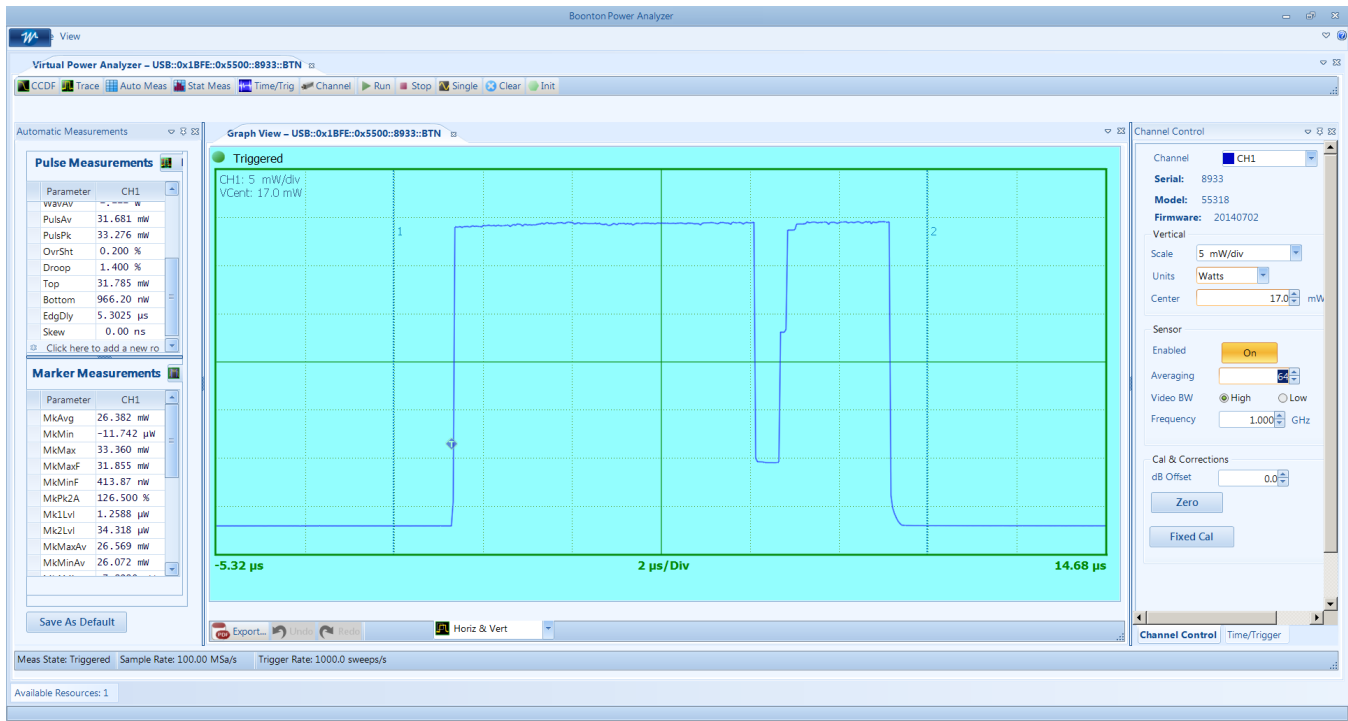 Boonton Power Analyzer
View
Virtual Power Analyzer – USB::0x1BFE::0x5500::8933::BTN
CCDF Trace Auto Meas Stat Meas Time/Trig Channel Run Stop Single Clear Init
Automatic Measurements
Pulse Measurements
Parameter CH1
WavAv
PulsAv 31.681 mW
PulsPk 33.276 mW
OvrSht 0.200 %
Droop 1.400 %
Top 31.785 mW
Bottom 966.20 nW
EdgDly 5.3025 µs
Skew 0.00 ns
Click here to add a new ro
Marker Measurements
Parameter CH1
MkAvg 26.382 mW
MkMin -11.742 µW
MkMax 33.360 mW
MkMaxF 31.855 mW
MkMinF 413.87 nW
MkPk2A 126.500 %
Mk1Lvl 1.2588 µW
Mk2Lvl 34.318 µW
MkMaxAv 26.569 mW
MkMinAv 26.072 mW
Save As Default
Graph View – USB::0x1BFE::0x5500::8933::BTN
Triggered
CH1: 5 mW/div
VCent: 17.0 mW
1
2
T
-5.32 µs 2 µs/Div 14.68 µs
PDF Export... Undo Redo Horiz & Vert
Channel Control
Channel CH1
Serial: 8933
Model: 55318
Firmware: 20140702
Vertical
Scale 5 mW/div
Units Watts
Center 17.0 mW
Sensor
Enabled On
Averaging 64
Video BW High Low
Frequency 1.000 GHz
Cal & Corrections
dB Offset 0.0
Zero
Fixed Cal
Channel Control Time/Trigger
Meas State: Triggered Sample Rate: 100.00 MSa/s Trigger Rate: 1000.0 sweeps/s
Available Resources: 1